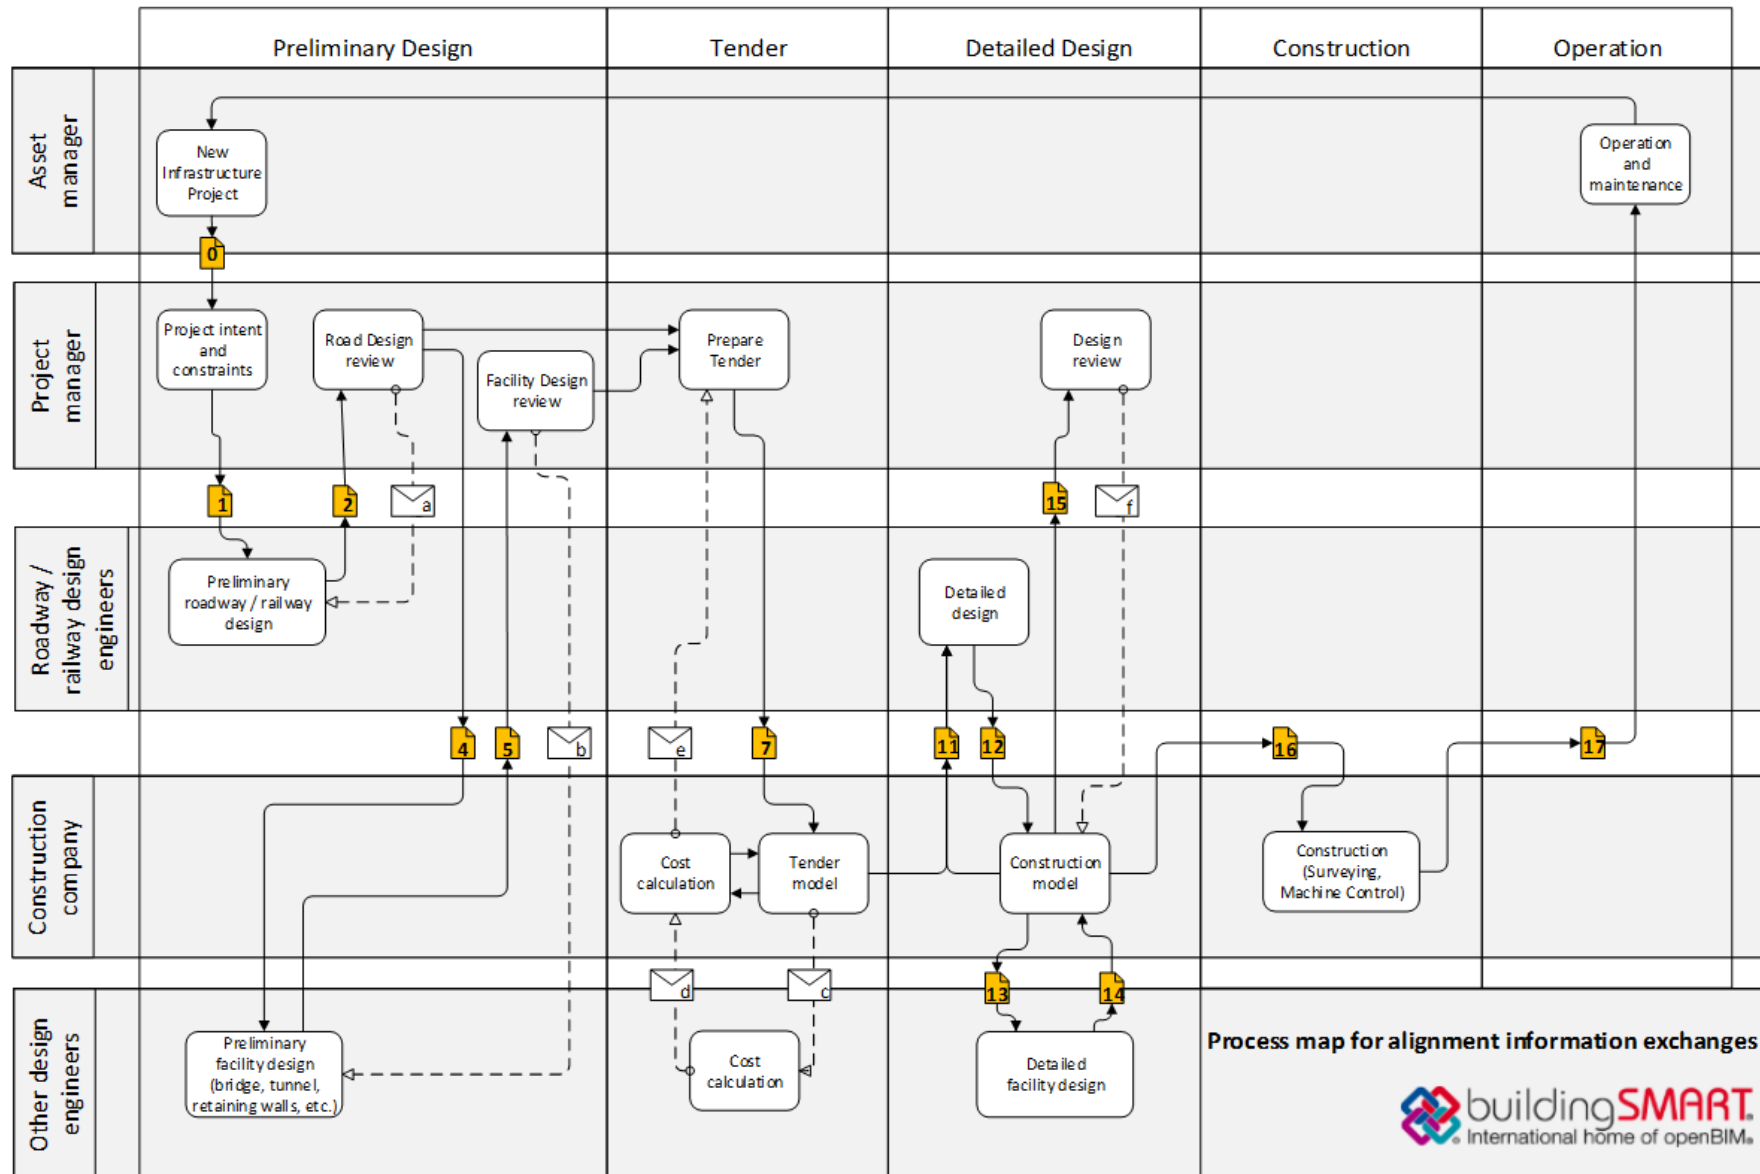 Preliminary Design
Tender
Detailed Design
Construction
Operation
Asset
manager
New
Infrastructure
Project
Operation
and
maintenance
0
Project
manager
Project intent
and
constraints
Road Design
review
Facility Design
review
Prepare
Tender
Design
review
1
2
a
15
f
Roadway /
railway design
engineers
Preliminary
roadway / railway
design
Detailed
design
4
5
b
e
7
11
12
16
17
Construction
company
Cost
calculation
Tender
model
Construction
model
Construction
(Surveying,
Machine Control)
d
c
13
14
Other design
engineers
Preliminary
facility design
(bridge, tunnel,
retaining walls, etc.)
Cost
calculation
Detailed
facility design
Process map for alignment information exchanges
buildingSMART.
International home of openBIM.